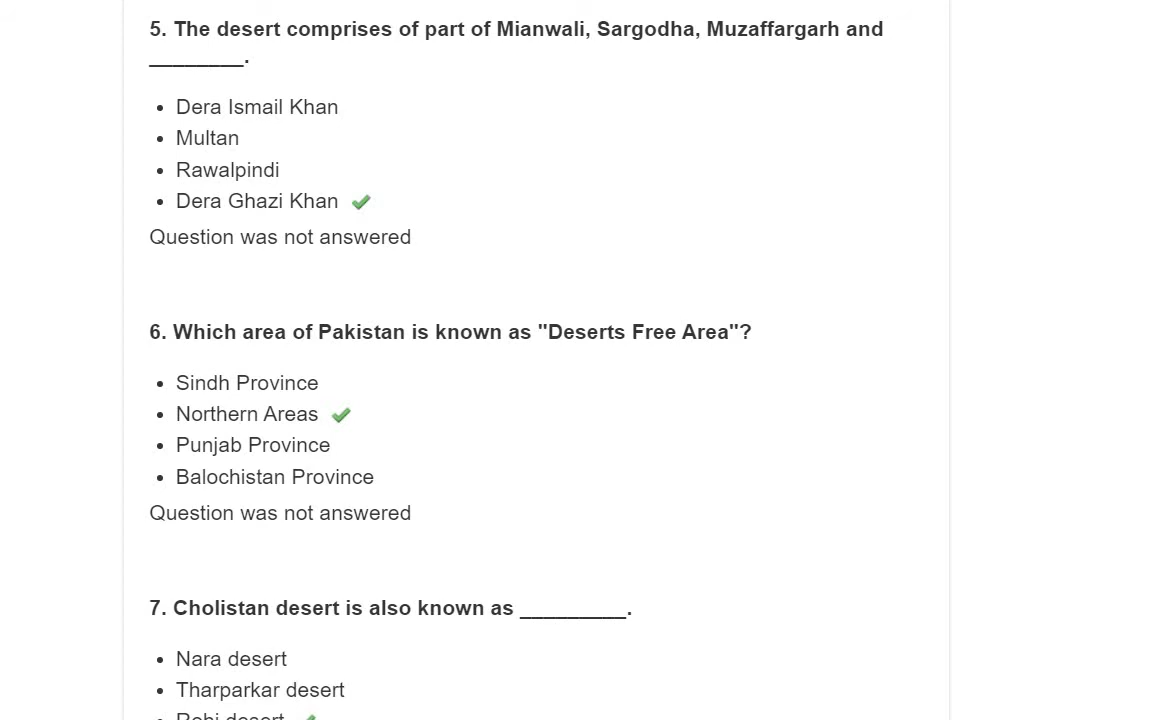 5. The desert comprises of part of Mianwali, Sargodha, Muzaffargarh and
________.
• Dera Ismail Khan
• Multan
• Rawalpindi
• Dera Ghazi Khan ✔
Question was not answered
6. Which area of Pakistan is known as "Deserts Free Area"?
• Sindh Province
• Northern Areas ✔
• Punjab Province
• Balochistan Province
Question was not answered
7. Cholistan desert is also known as _________.
• Nara desert
• Tharparkar desert
• Rohi desert ✔